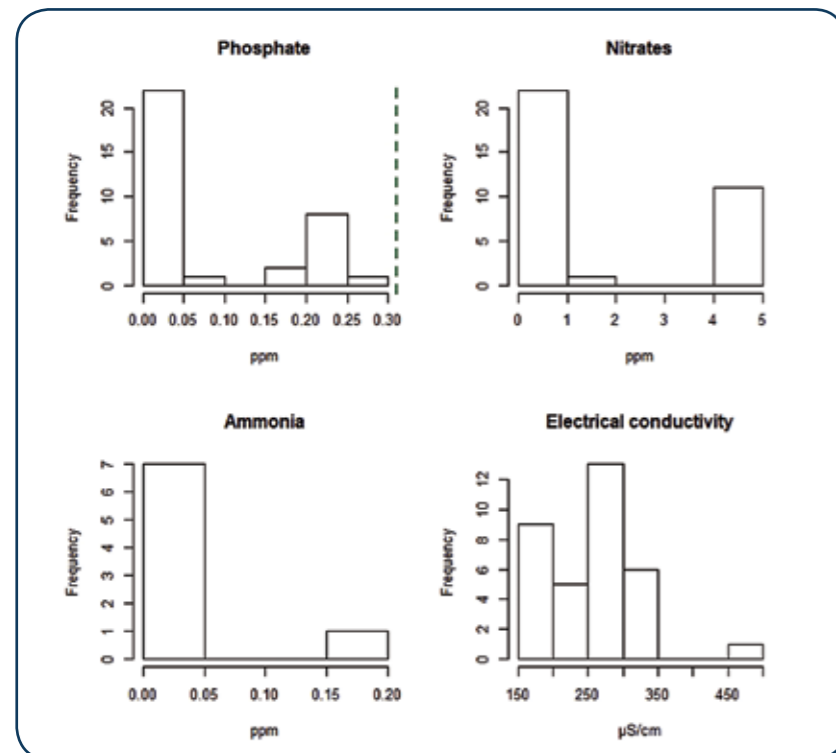 Phosphate
Frequency
0
5
10
15
20
0.00 0.05 0.10 0.15 0.20 0.25 0.30
ppm
Nitrates
Frequency
0
5
10
15
20
0 1 2 3 4 5
ppm
Ammonia
Frequency
0
1
2
3
4
5
6
7
0.00 0.05 0.10 0.15 0.20
ppm
Electrical conductivity
Frequency
0
2
4
6
8
10
12
150 250 350 450
µS/cm